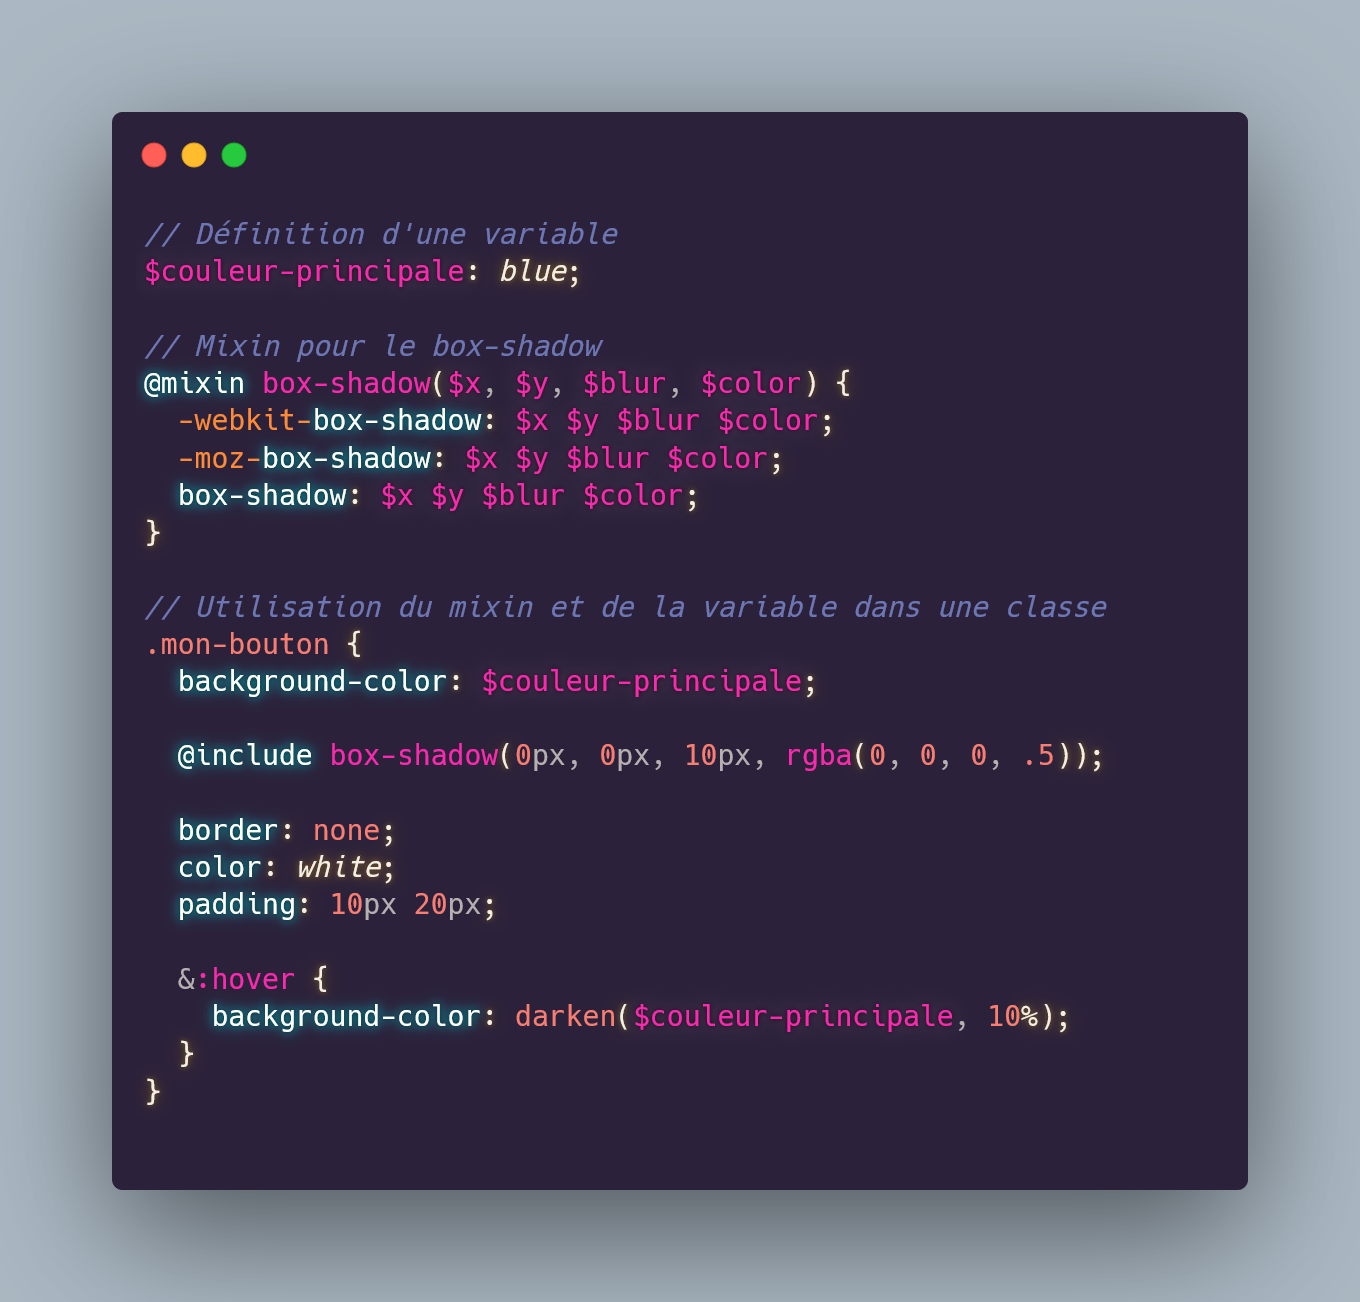 // Définition d'une variable
$couleur-principale: blue;
// Mixin pour le box-shadow
@mixin box-shadow($x, $y, $blur, $color) {
  -webkit-box-shadow: $x $y $blur $color;
  -moz-box-shadow: $x $y $blur $color;
  box-shadow: $x $y $blur $color;
}
// Utilisation du mixin et de la variable dans une classe
.mon-bouton {
  background-color: $couleur-principale;
  @include box-shadow(0px, 0px, 10px, rgba(0, 0, 0, .5));
  border: none;
  color: white;
  padding: 10px 20px;
  &:hover {
    background-color: darken($couleur-principale, 10%);
  }
}